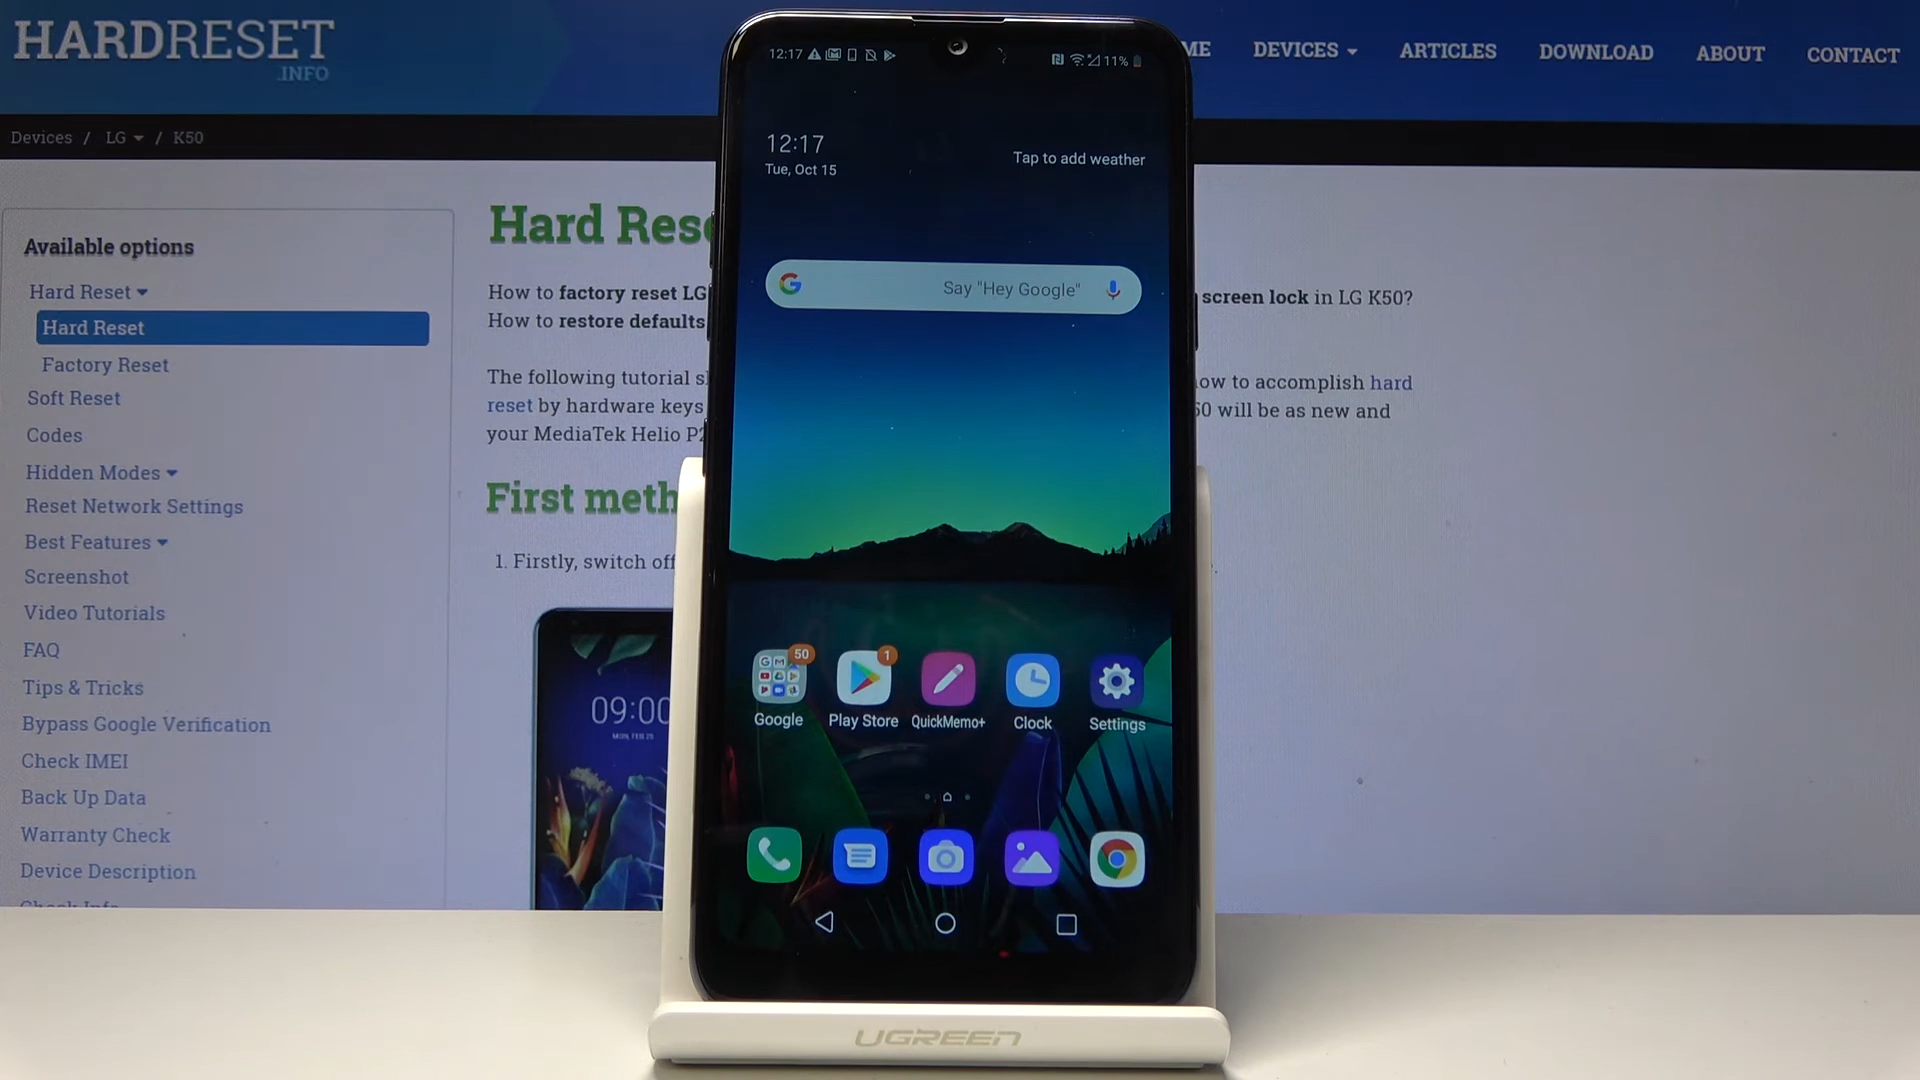 HARDRESET
.INFO
ME
DEVICES
ARTICLES
DOWNLOAD
ABOUT
CONTACT
Devices / LG / K50
Available options
Hard Reset
Hard Reset
Factory Reset
Soft Reset
Codes
Hidden Modes
Reset Network Settings
Best Features
Screenshot
Video Tutorials
FAQ
Tips & Tricks
Bypass Google Verification
Check IMEI
Back Up Data
Warranty Check
Device Description
Hard Rese
How to factory reset LG
screen lock in LG K50?
How to restore defaults
The following tutorial s
ow to accomplish hard
reset by hardware keys
50 will be as new and
your MediaTek Helio P2
First meth
1. Firstly, switch off
09:00
12:17
11%
12:17
Tue, Oct 15
Tap to add weather
Say "Hey Google"
50
1
Google
Play Store
QuickMemo+
Clock
Settings
UGREEN